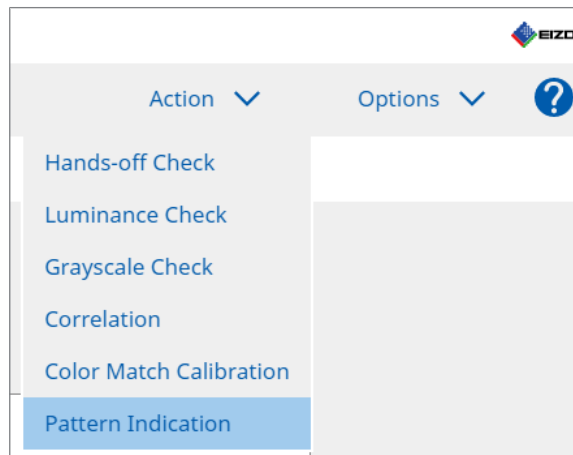 Action Options ?
Hands-off Check
Luminance Check
Grayscale Check
Correlation
Color Match Calibration
Pattern Indication